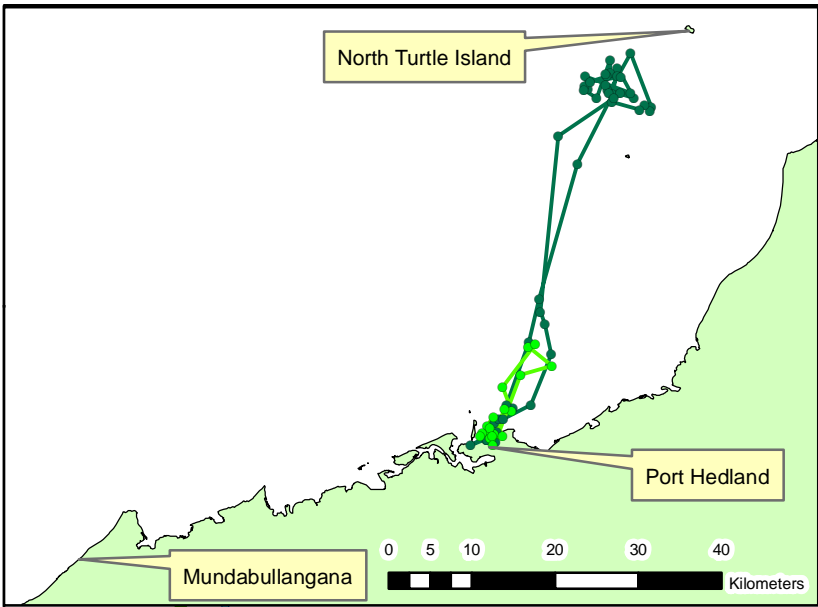 North Turtle Island
Port Hedland
Mundabullangana
0 5 10 20 30 40
Kilometers